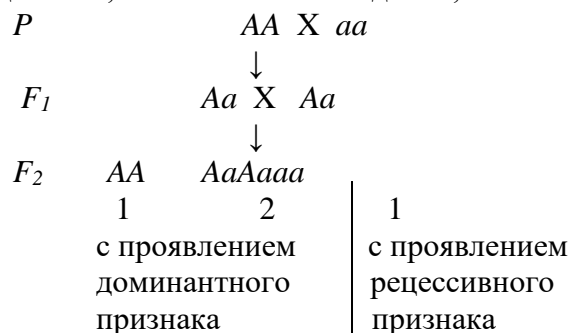 P AA X aa
↓
F1 Aa X Aa
↓
F2 AA AaAaaa
1 2 1
с проявлением с проявлением
доминантного рецессивного
признака признака